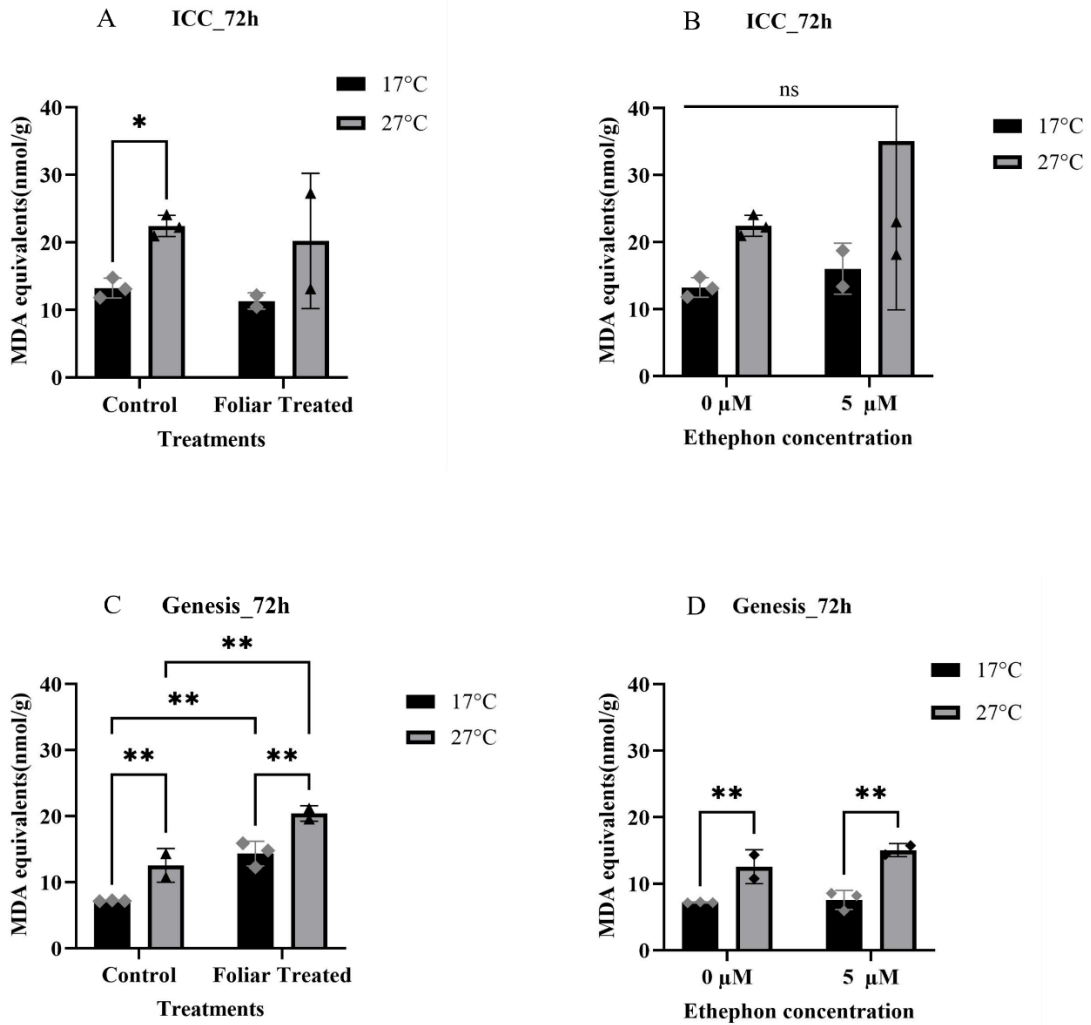 A ICC_72h
17°C
27°C
MDA equivalents(nmol/g)
40
30
20
10
0
*
Control Foliar Treated
Treatments
B ICC_72h
17°C
27°C
MDA equivalents(nmol/g)
40
30
20
10
0
ns
0 μM 5 μM
Ethephon concentration
C Genesis_72h
17°C
27°C
MDA equivalents(nmol/g)
40
30
20
10
0
**
**
** **
Control Foliar Treated
Treatments
D Genesis_72h
17°C
27°C
MDA equivalents(nmol/g)
40
30
20
10
0
** **
0 μM 5 μM
Ethephon concentration